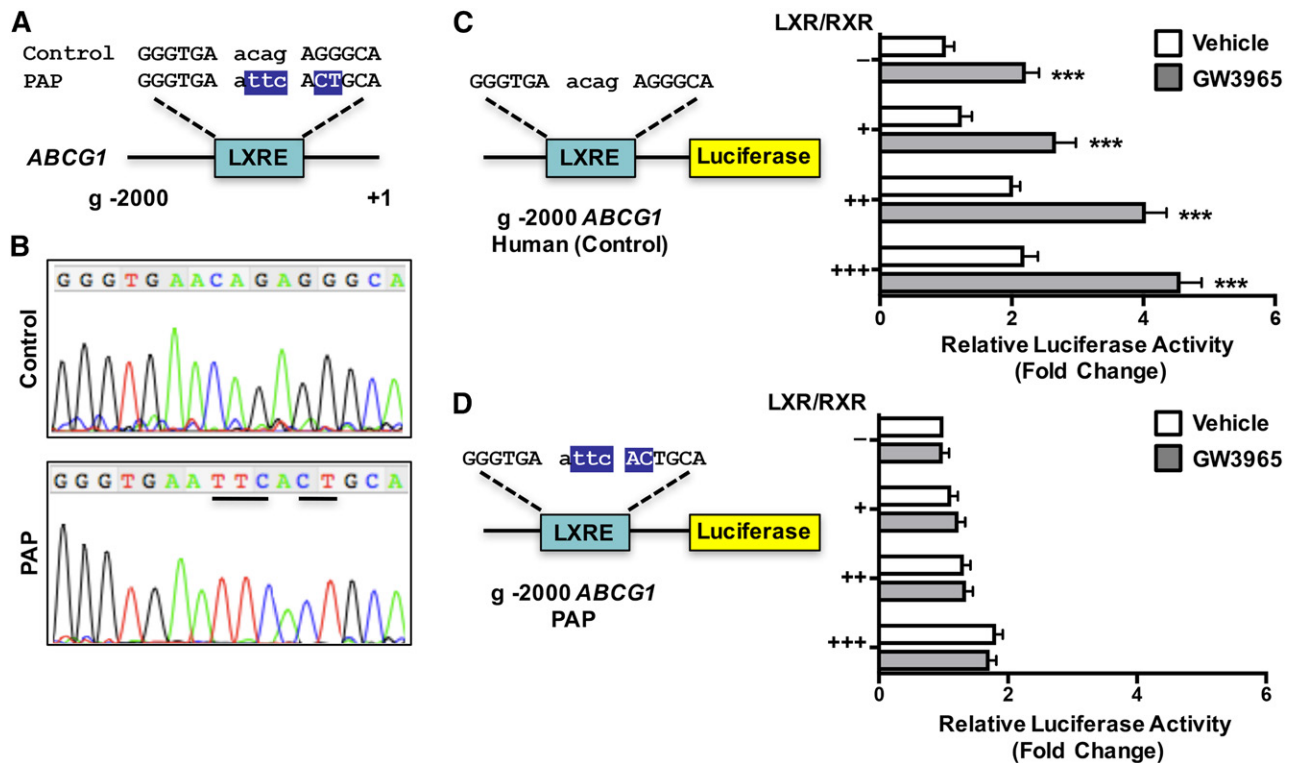 A
Control GGGTGA acag AGGGCA
PAP GGGTGA attc ACTGCA
ABCG1
LXRE
g -2000
+1
B
Control
G G G T G A A C A G A G G G C A
PAP
G G G T G A A T T C A C T G C A
C
GGGTGA acag AGGGCA
LXRE
Luciferase
g -2000 ABCG1
Human (Control)
LXR/RXR
Vehicle
GW3965
−
***
+
***
++
***
+++
***
0 2 4 6
Relative Luciferase Activity
(Fold Change)
D
GGGTGA attc ACTGCA
LXRE
Luciferase
g -2000 ABCG1
PAP
LXR/RXR
Vehicle
GW3965
−
+
++
+++
0 2 4 6
Relative Luciferase Activity
(Fold Change)